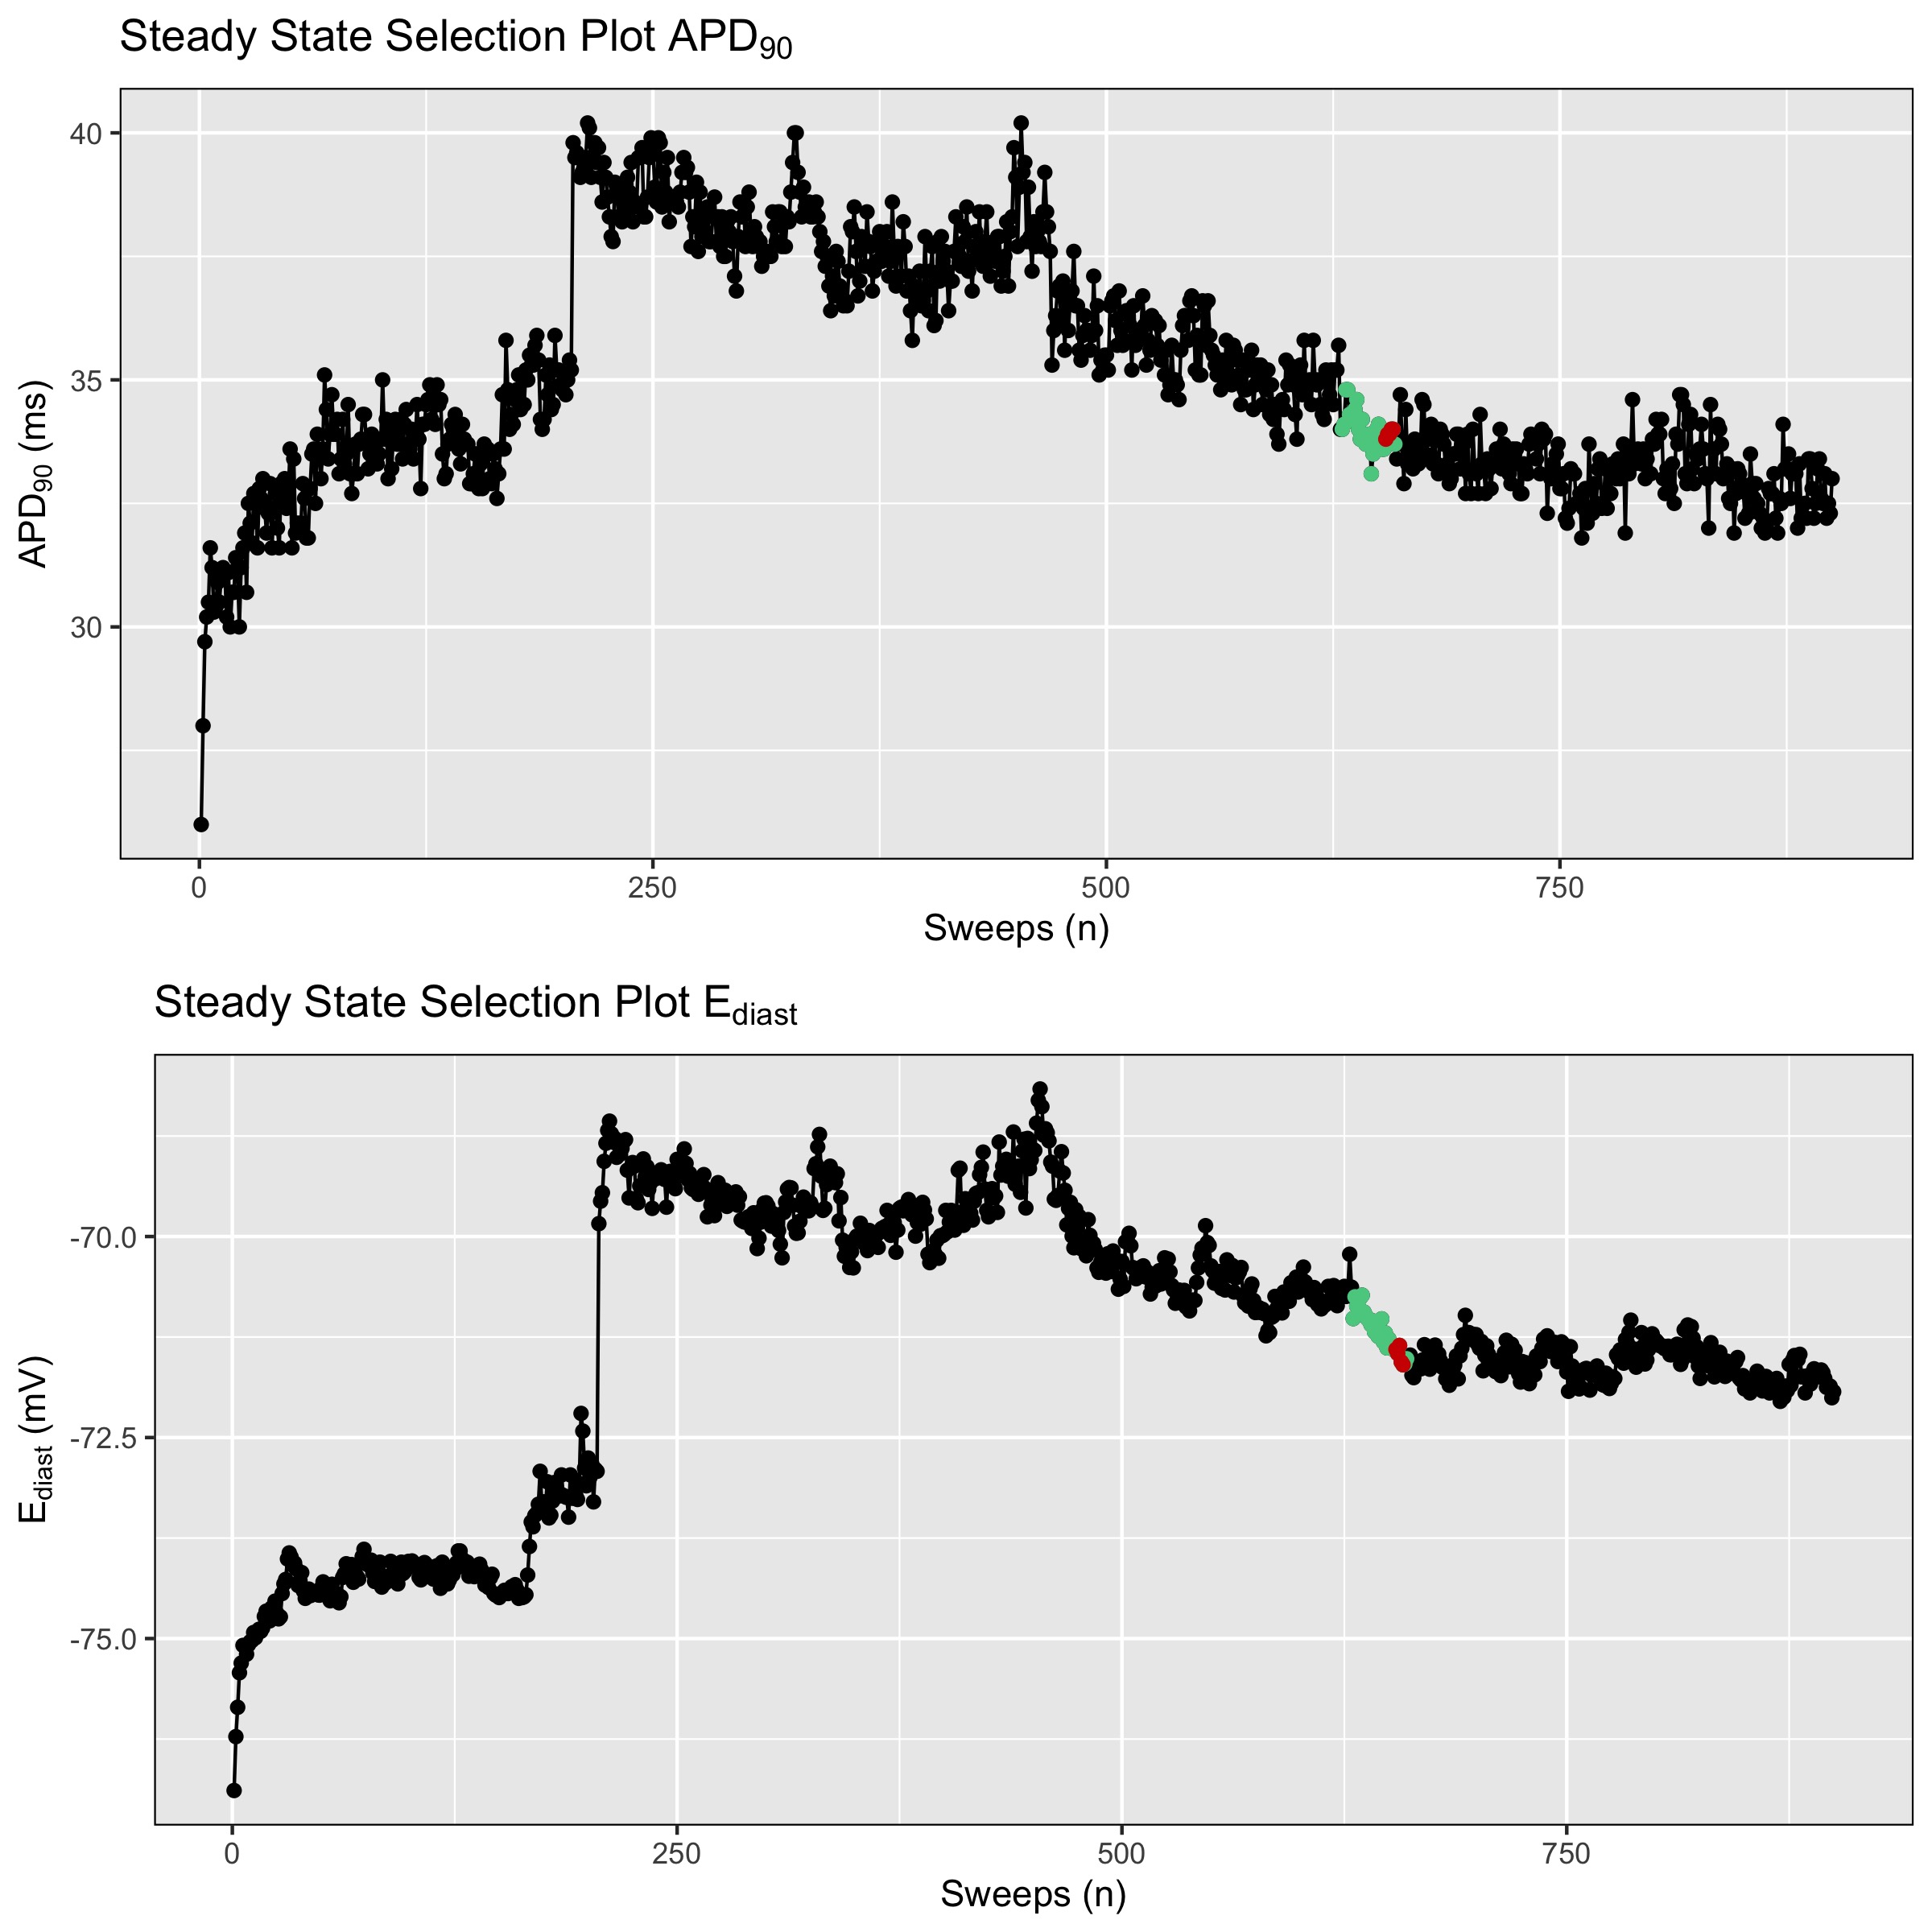 Steady State Selection Plot APD90
40
35
30
APD90 (ms)
0 250 500 750
Sweeps (n)
Steady State Selection Plot Ediast
-70.0
-72.5
-75.0
Ediast (mV)
0 250 500 750
Sweeps (n)